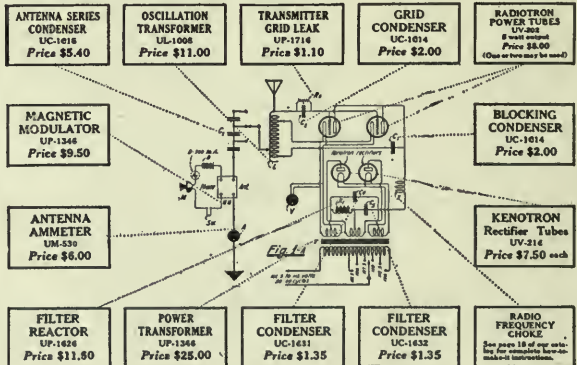 ANTENNA SERIES
CONDENSER
UC-1016
Price $5.40
OSCILLATION
TRANSFORMER
UL-1008
Price $11.00
TRANSMITTER
GRID LEAK
UP-1716
Price $1.10
GRID
CONDENSER
UC-1014
Price $2.00
RADIOTRON
POWER TUBES
UV-202
5 watt output
Price $8.00
(One or two may be used)
MAGNETIC
MODULATOR
UP-1346
Price $9.50
BLOCKING
CONDENSER
UC-1014
Price $2.00
Kenotron rectifiers
ANTENNA
AMMETER
UM-530
Price $6.00
KENOTRON
Rectifier Tubes
UV-216
Price $7.50 each
Fig. 1-i
FILTER
REACTOR
UP-1626
Price $11.50
POWER
TRANSFORMER
UP-1368
Price $25.00
FILTER
CONDENSER
UC-1631
Price $1.35
FILTER
CONDENSER
UC-1632
Price $1.35
RADIO
FREQUENCY
CHOKE
See page 18 of our cata-
log for complete how-to-
make-it instructions.